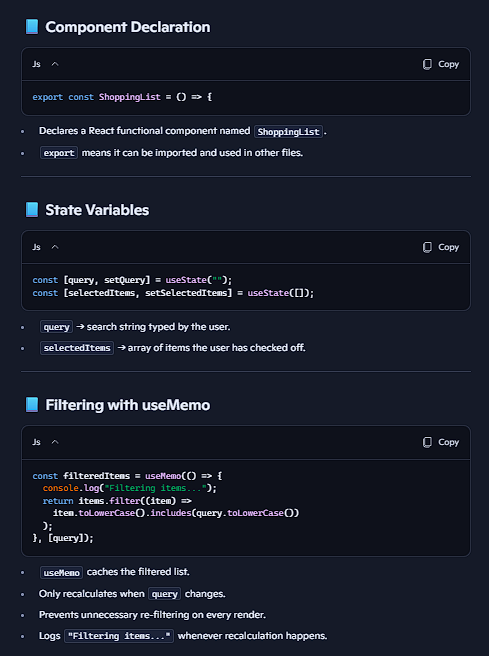 Component Declaration
Js
Copy
export const ShoppingList = () => {
Declares a React functional component named ShoppingList.
export means it can be imported and used in other files.
State Variables
Js
Copy
const [query, setQuery] = useState("");
const [selectedItems, setSelectedItems] = useState([]);
query → search string typed by the user.
selectedItems → array of items the user has checked off.
Filtering with useMemo
Js
Copy
const filteredItems = useMemo(() => {
  console.log("Filtering items...");
  return items.filter((item) =>
    item.toLowerCase().includes(query.toLowerCase())
  );
}, [query]);
useMemo caches the filtered list.
Only recalculates when query changes.
Prevents unnecessary re-filtering on every render.
Logs "Filtering items..." whenever recalculation happens.